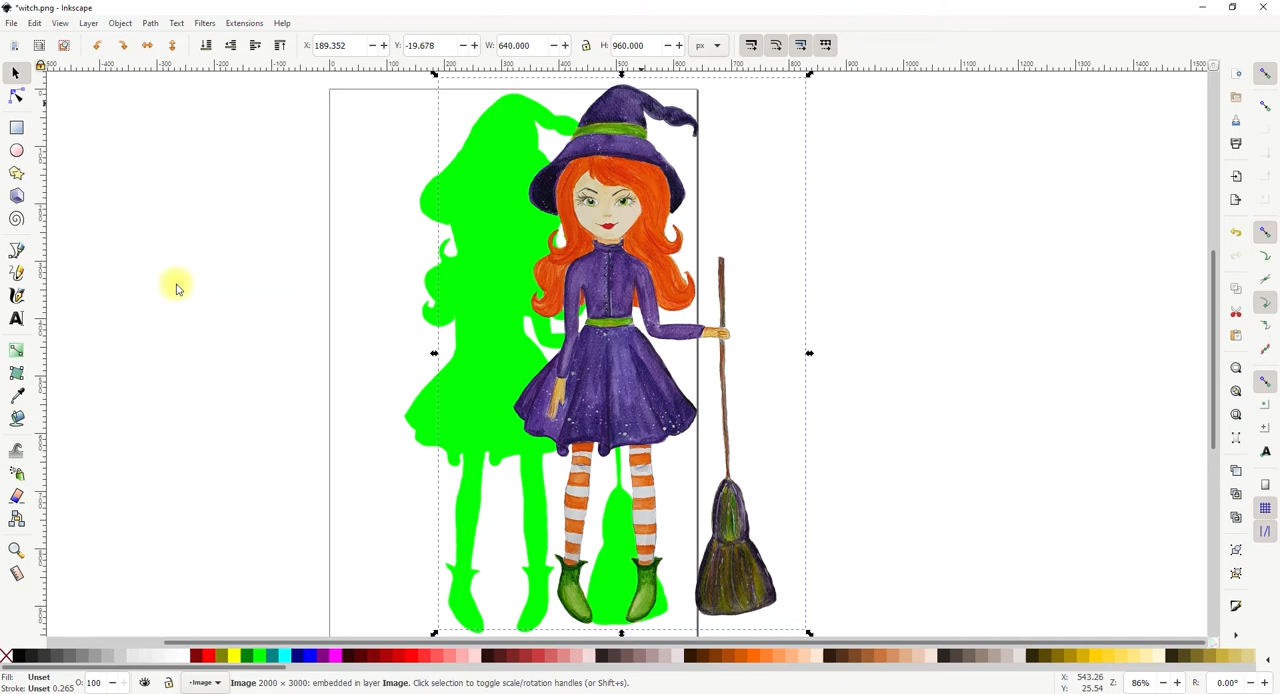 *witch.png - Inkscape
File Edit View Layer Object Path Text Filters Extensions Help
X: 189.352 Y: -19.678 W: 640.000 H: 960.000 px
Fill: Unset
Stroke: Unset 0.265
O: 100
Image
Image 2000 × 3000: embedded in layer Image. Click selection to toggle scale/rotation handles (or Shift+s).
X: 543.26
Y: 25.54
Z: 86%
R: 0.00°